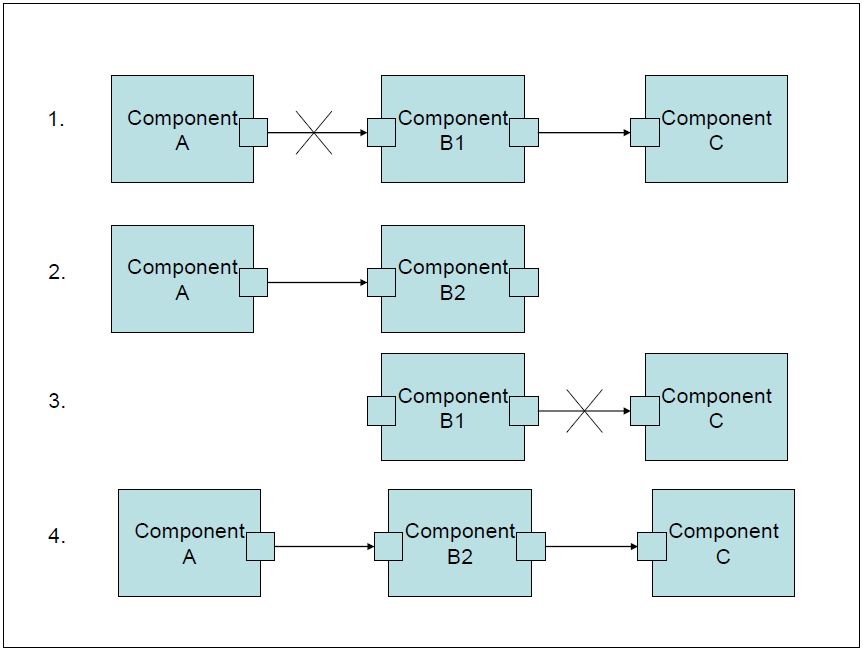 1.
Component
A
Component
B1
Component
C
2.
Component
A
Component
B2
3.
Component
B1
Component
C
4.
Component
A
Component
B2
Component
C